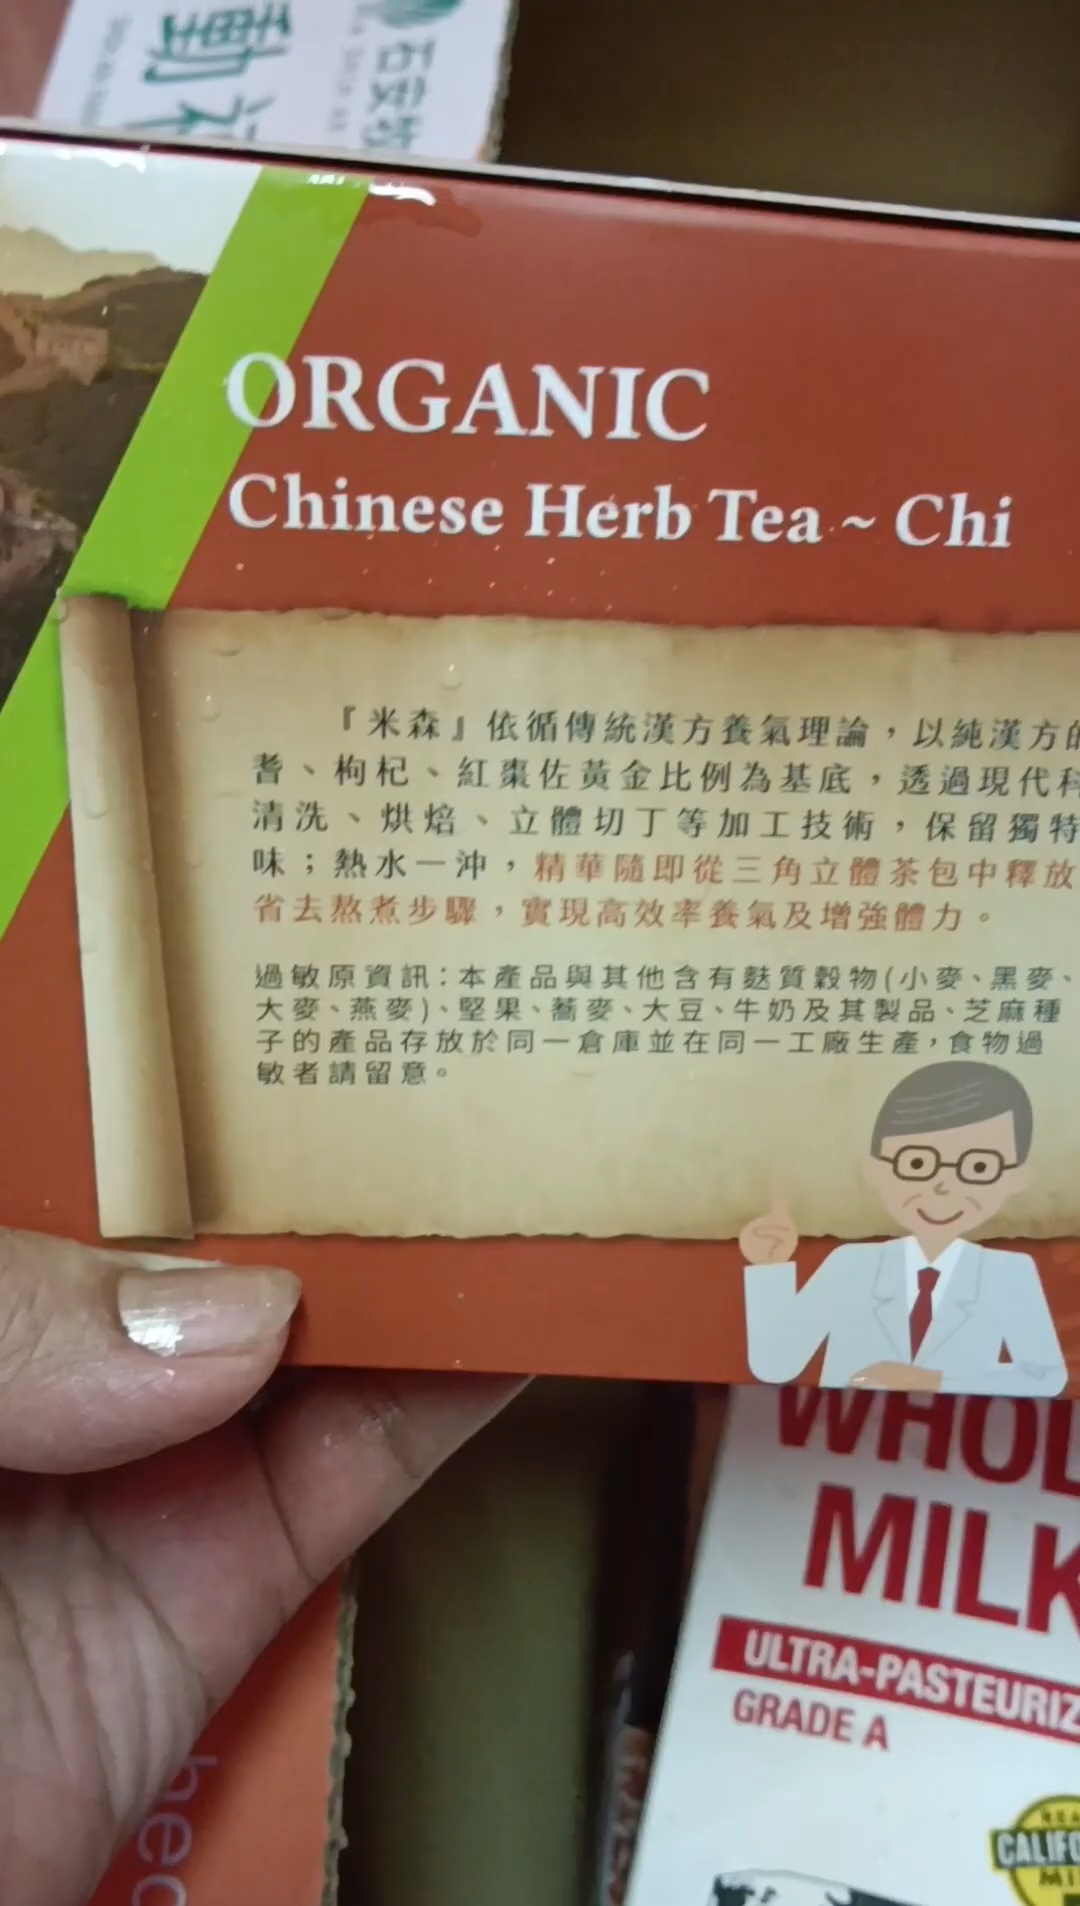 動
石安牧
ORGANIC
Chinese Herb Tea ~ Chi
『米森』依循傳統漢方養氣理論，以純漢方的
耆、枸杞、紅棗佐黃金比例為基底，透過現代科
清洗、烘焙、立體切丁等加工技術，保留獨特
味；熱水一沖，精華隨即從三角立體茶包中釋放
省去熬煮步驟，實現高效率養氣及增強體力。
過敏原資訊：本產品與其他含有麩質穀物(小麥、黑麥、
大麥、燕麥)、堅果、蕎麥、大豆、牛奶及其製品、芝麻種
子的產品存放於同一倉庫並在同一工廠生產，食物過
敏者請留意。
WHOL
MILK
ULTRA-PASTEURIZ
GRADE A
CALIFO
MI